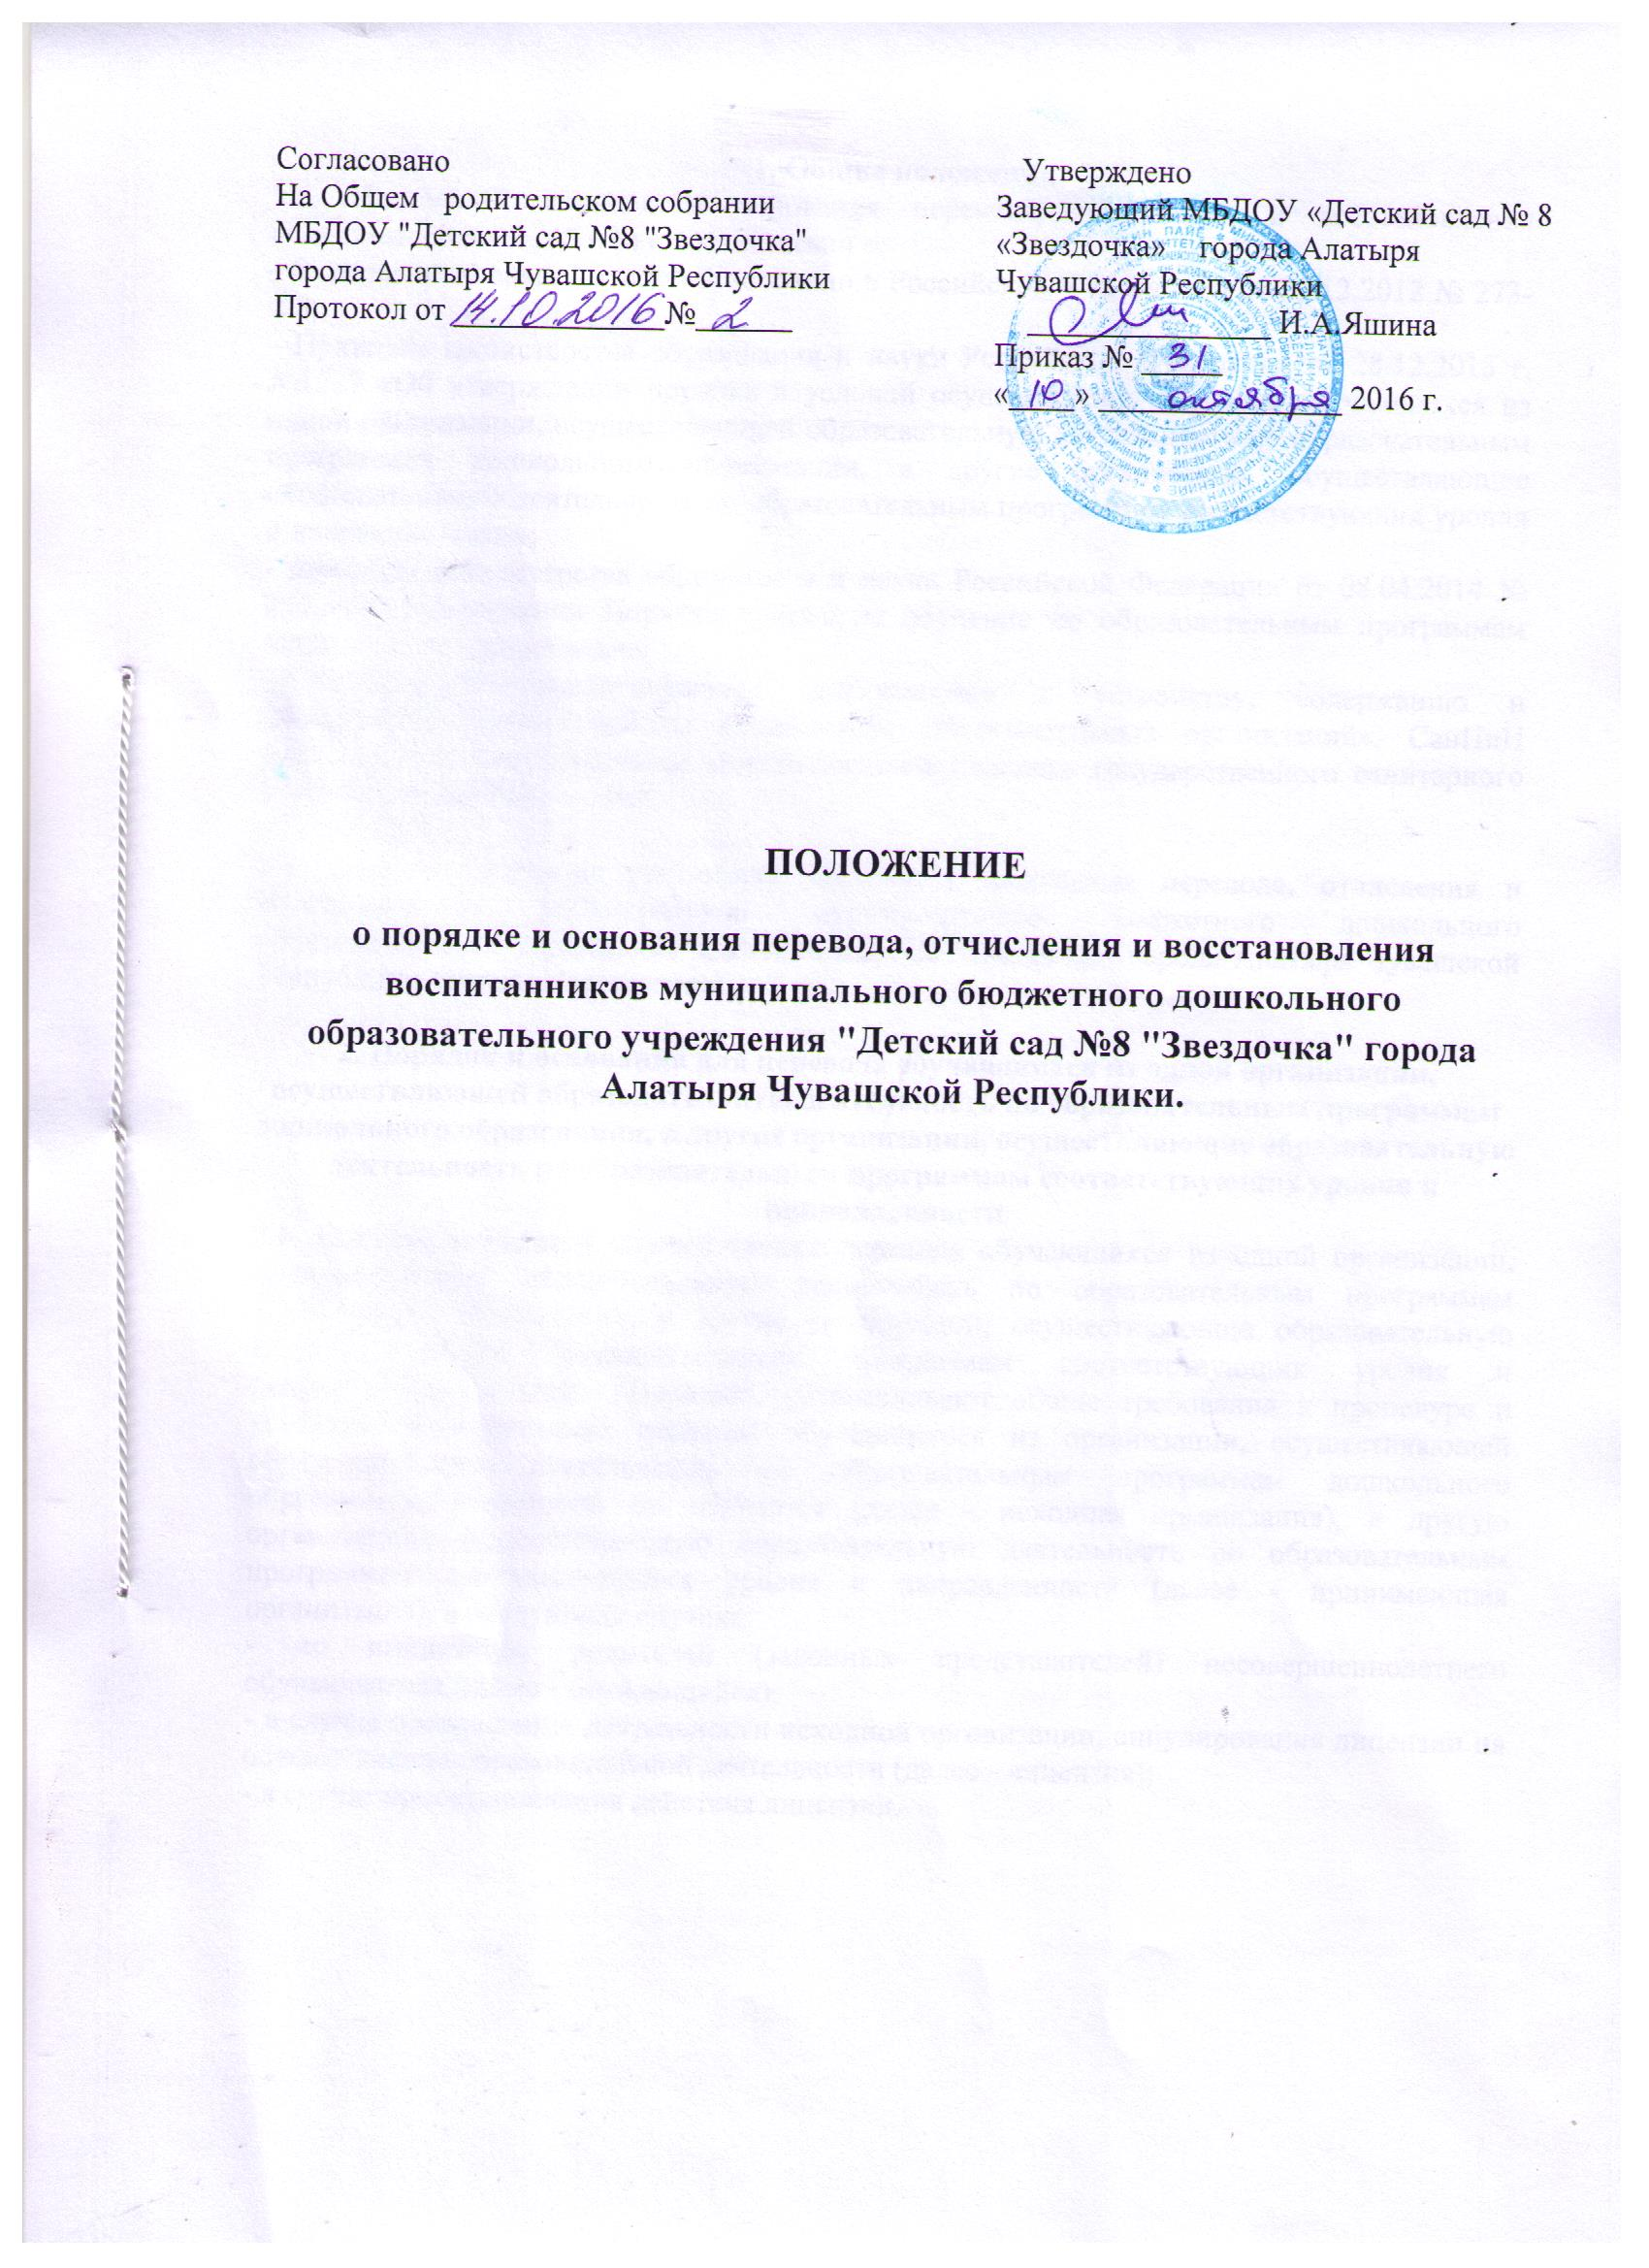 Согласовано
На Общем родительском собрании
МБДОУ "Детский сад №8 "Звездочка"
города Алатыря Чувашской Республики
Протокол от 14.10.2016 № 2
Утверждено
Заведующий МБДОУ «Детский сад № 8
«Звездочка» города Алатыря
Чувашской Республики
И.А.Яшина
Приказ № 31
«10» октября 2016 г.
ПОЛОЖЕНИЕ
о порядке и основания перевода, отчисления и восстановления
воспитанников муниципального бюджетного дошкольного
образовательного учреждения "Детский сад №8 "Звездочка" города
Алатыря Чувашской Республики.